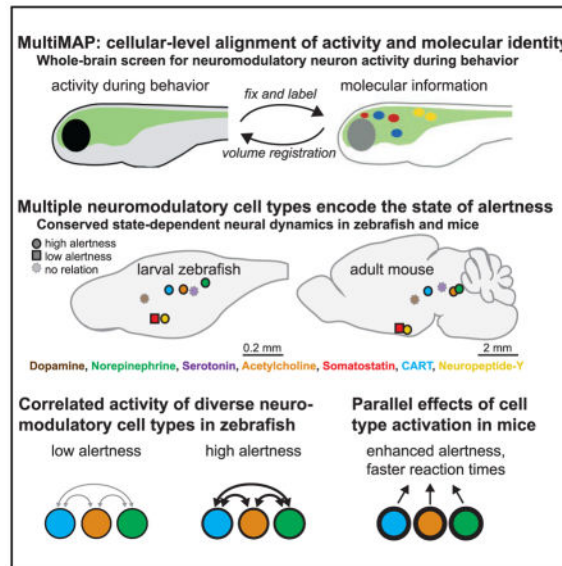 MultiMAP: cellular-level alignment of activity and molecular identity
Whole-brain screen for neuromodulatory neuron activity during behavior
activity during behavior
fix and label
molecular information
volume registration
Multiple neuromodulatory cell types encode the state of alertness
Conserved state-dependent neural dynamics in zebrafish and mice
high alertness
low alertness
no relation
larval zebrafish
adult mouse
0.2 mm
2 mm
Dopamine, Norepinephrine, Serotonin, Acetylcholine, Somatostatin, CART, Neuropeptide-Y
Correlated activity of diverse neuro-
modulatory cell types in zebrafish
low alertness
high alertness
Parallel effects of cell
type activation in mice
enhanced alertness,
faster reaction times